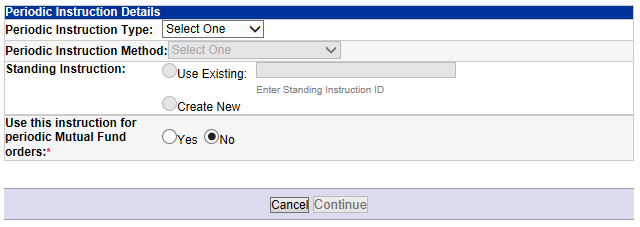 Periodic Instruction Details
Periodic Instruction Type: Select One
Periodic Instruction Method: Select One
Standing Instruction: Use Existing:
Enter Standing Instruction ID
Create New
Use this instruction for
periodic Mutual Fund
orders:* Yes No
Cancel Continue